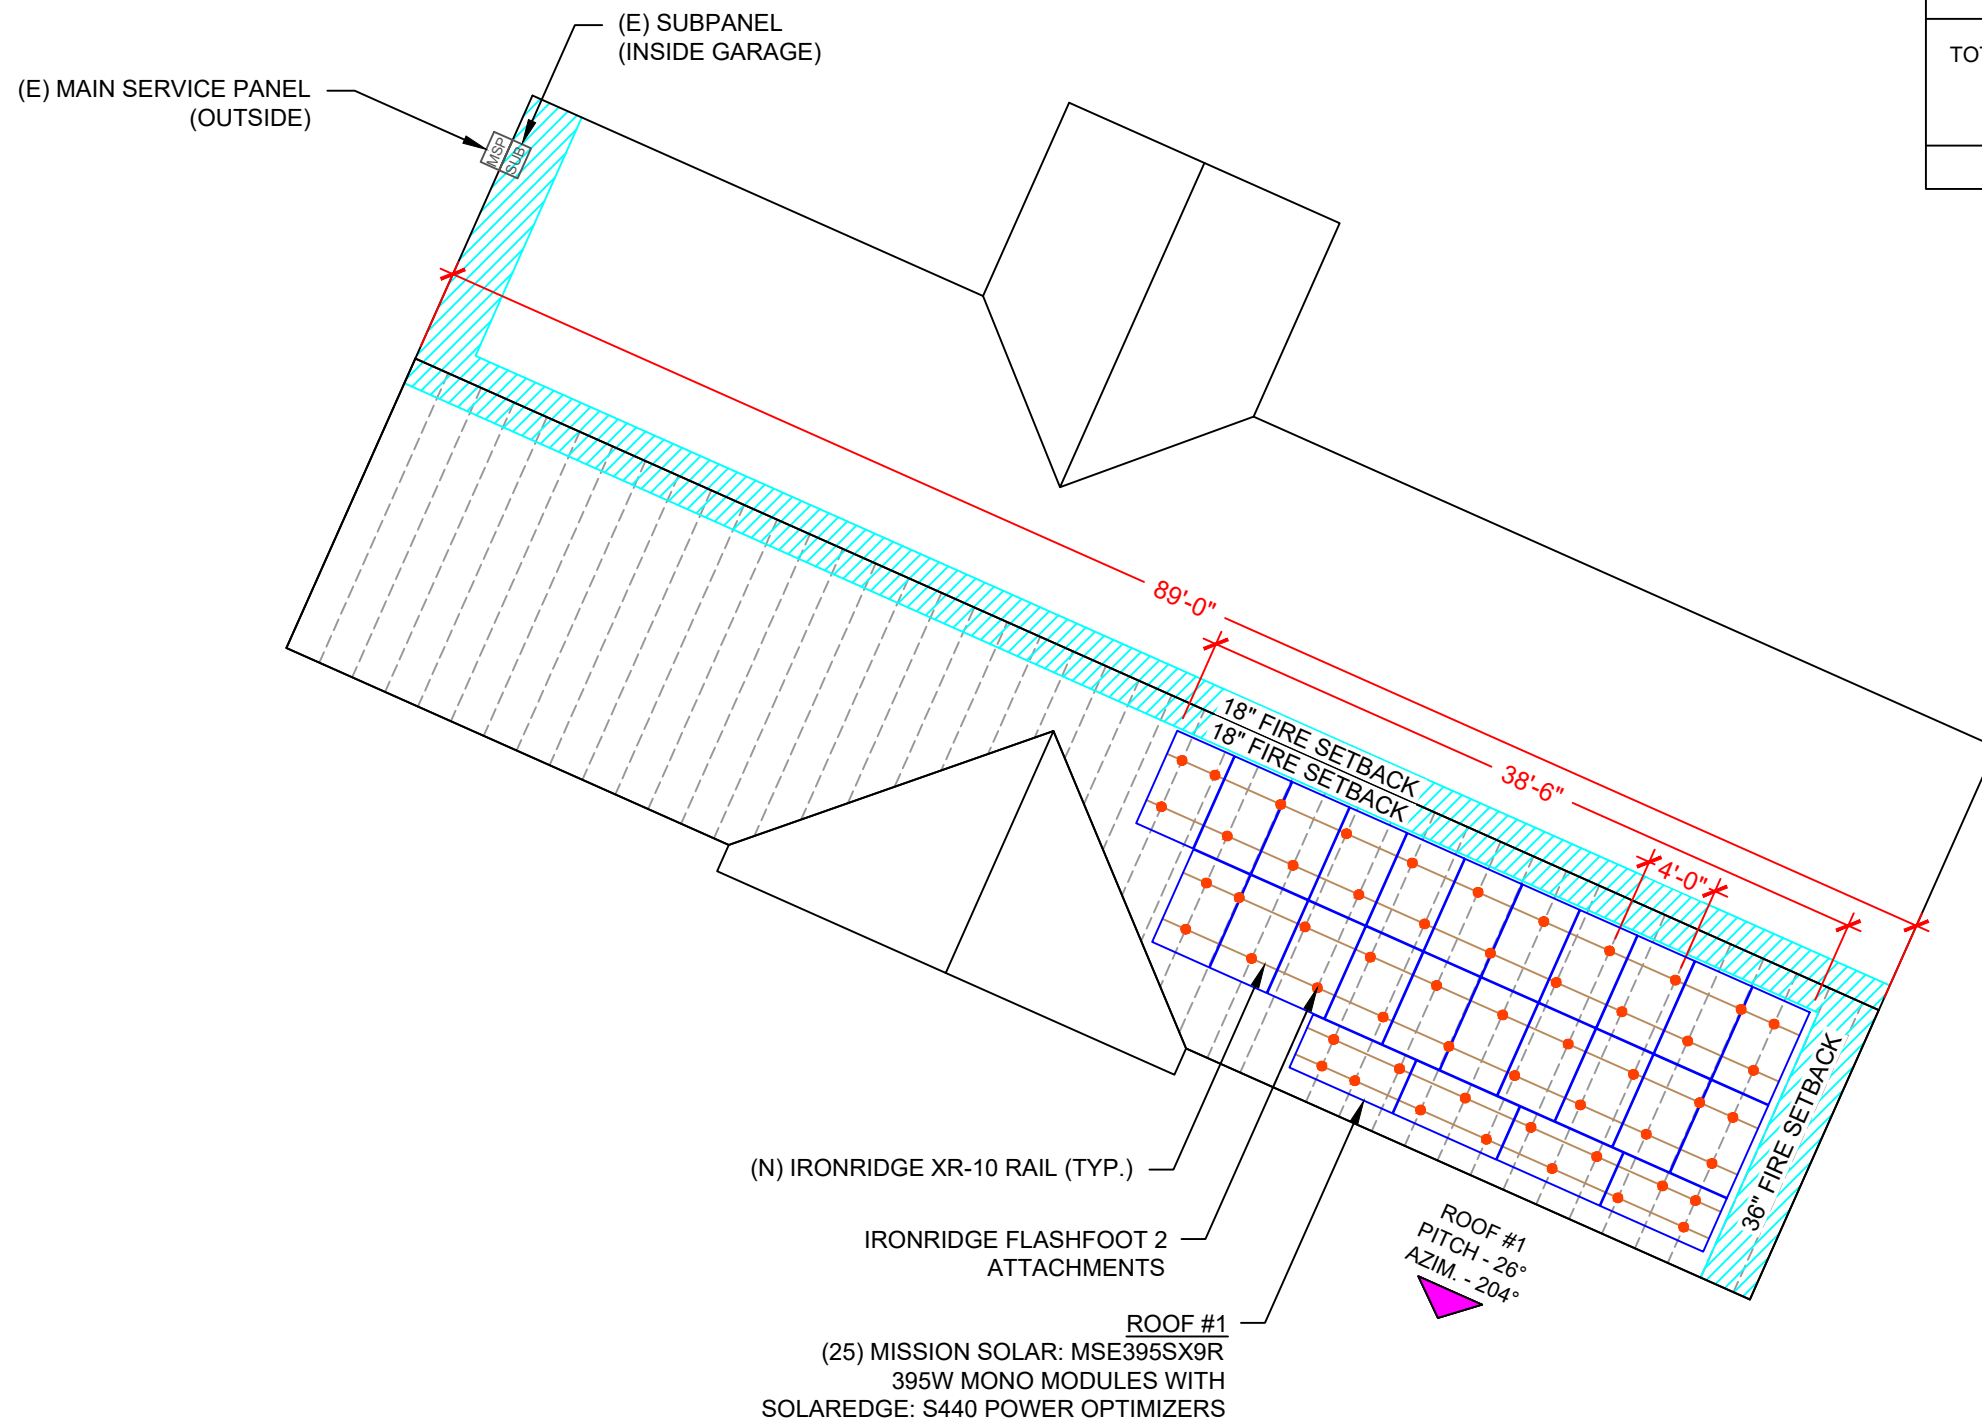 (E) SUBPANEL
(INSIDE GARAGE)
(E) MAIN SERVICE PANEL
(OUTSIDE)
MSP
SUB
89'-0"
18" FIRE SETBACK
18" FIRE SETBACK
38'-6"
4'-0"
36" FIRE SETBACK
(N) IRONRIDGE XR-10 RAIL (TYP.)
IRONRIDGE FLASHFOOT 2
ATTACHMENTS
ROOF #1
PITCH - 26°
AZIM. - 204°
ROOF #1
(25) MISSION SOLAR: MSE395SX9R
395W MONO MODULES WITH
SOLAREDGE: S440 POWER OPTIMIZERS